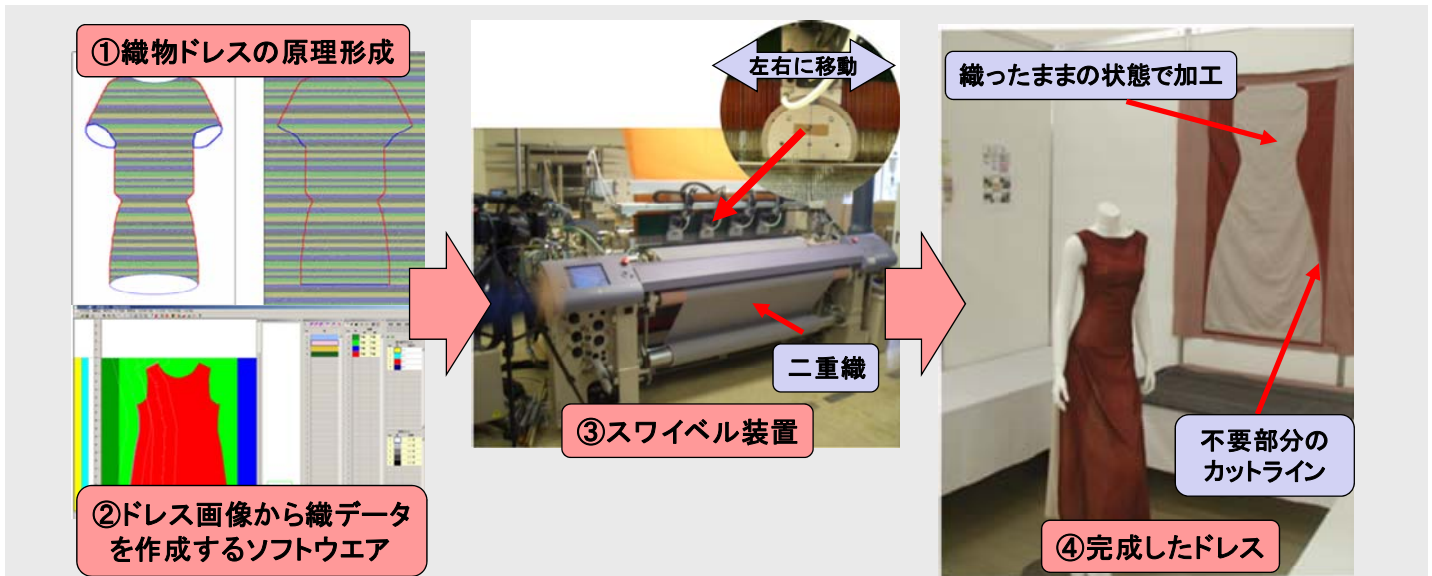 ①織物ドレスの原理形成
②ドレス画像から織データ
を作成するソフトウエア
左右に移動
二重織
③スワイベル装置
織ったままの状態で加工
不要部分の
カットライン
④完成したドレス